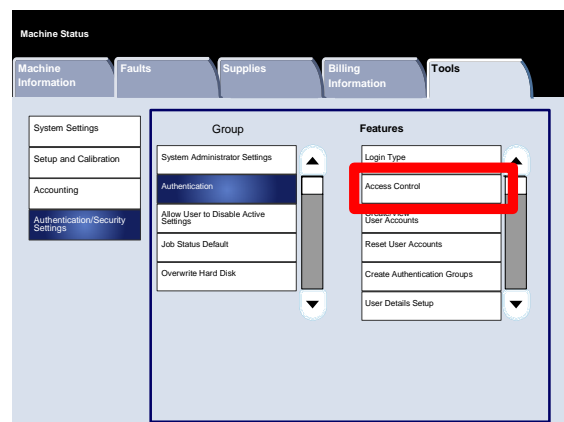 Machine Status
Machine
Information
Faults
Supplies
Billing
Information
Tools
System Settings
Setup and Calibration
Accounting
Authentication/Security
Settings
Group
System Administrator Settings
Authentication
Allow User to Disable Active
Settings
Job Status Default
Overwrite Hard Disk
Features
Login Type
Access Control
Create/View
User Accounts
Reset User Accounts
Create Authentication Groups
User Details Setup